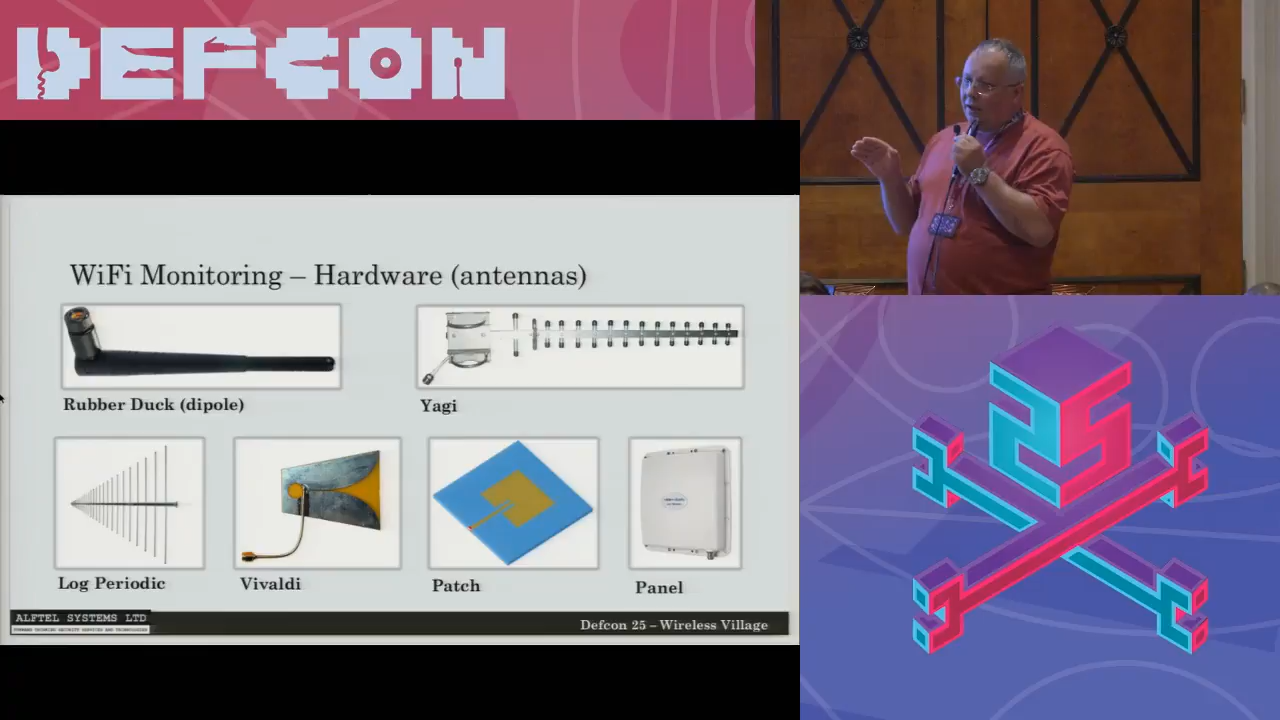 DEFCON
WiFi Monitoring – Hardware (antennas)
Rubber Duck (dipole)
Yagi
Log Periodic
Vivaldi
Patch
Panel
ALFTEL SYSTEMS LTD
Defcon 25 – Wireless Village
25